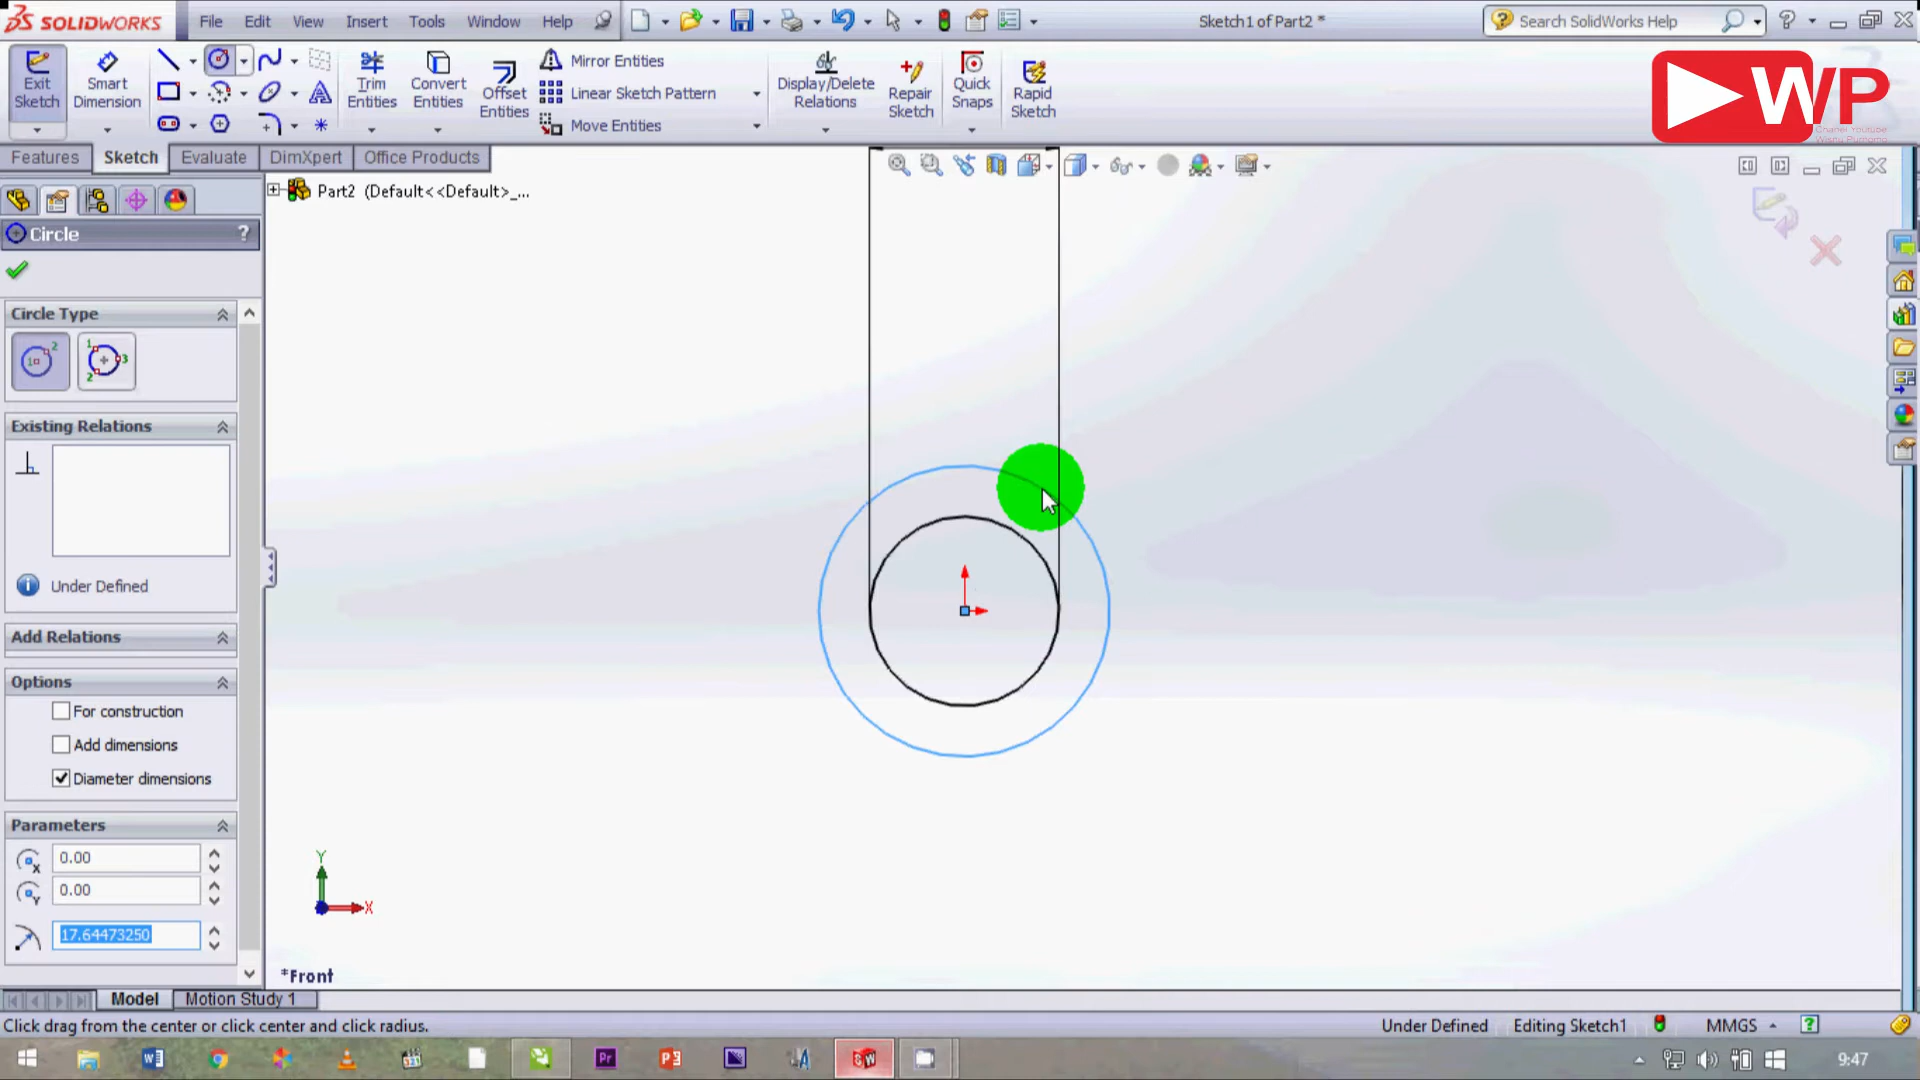 SOLIDWORKS
File Edit View Insert Tools Window Help
Sketch1 of Part2 *
Search SolidWorks Help
Exit Sketch
Smart Dimension
Trim Entities
Convert Entities
Offset Entities
Mirror Entities
Linear Sketch Pattern
Move Entities
Display/Delete Relations
Repair Sketch
Quick Snaps
Rapid Sketch
WP
Chanel Youtube
Wisnu Purnomo
Features Sketch Evaluate DimXpert Office Products
Part2 (Default<<Default>_...
Circle ?
Circle Type
Existing Relations
Under Defined
Add Relations
Options
For construction
Add dimensions
Diameter dimensions
Parameters
0.00
0.00
17.64473250
Y
X
*Front
Model Motion Study 1
Click drag from the center or click center and click radius.
Under Defined Editing Sketch1 MMGS
9:47